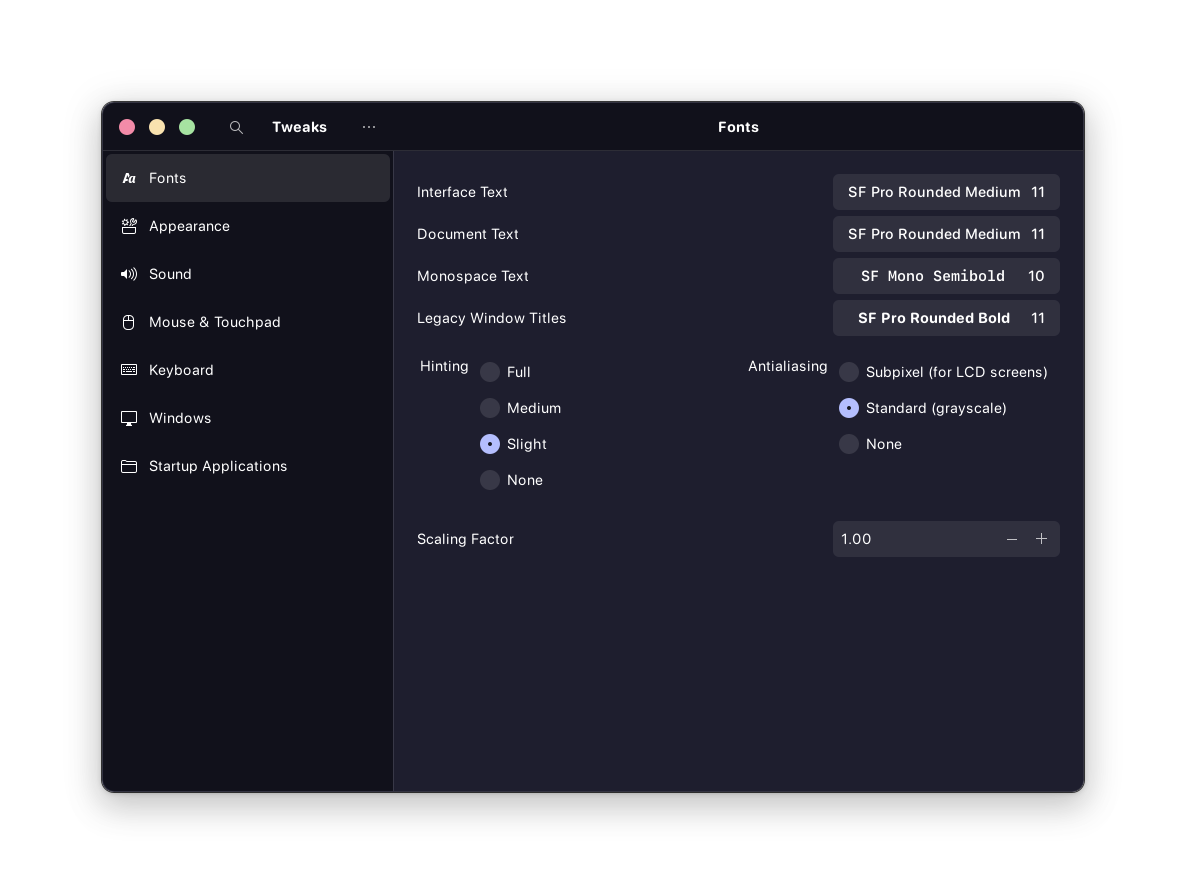 Tweaks
Fonts
Fonts
Appearance
Sound
Mouse & Touchpad
Keyboard
Windows
Startup Applications
Interface Text SF Pro Rounded Medium 11
Document Text SF Pro Rounded Medium 11
Monospace Text SF Mono Semibold 10
Legacy Window Titles SF Pro Rounded Bold 11
Hinting
Full
Medium
Slight
None
Antialiasing
Subpixel (for LCD screens)
Standard (grayscale)
None
Scaling Factor 1.00